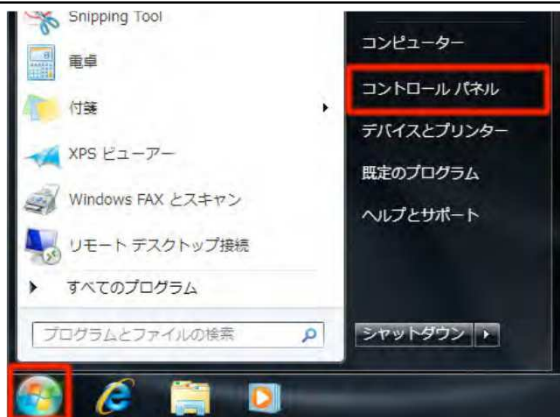 Snipping Tool
電卓
付箋
XPS ビューアー
Windows FAX とスキャン
リモート デスクトップ接続
すべてのプログラム
プログラムとファイルの検索
コンピューター
コントロール パネル
デバイスとプリンター
既定のプログラム
ヘルプとサポート
シャットダウン